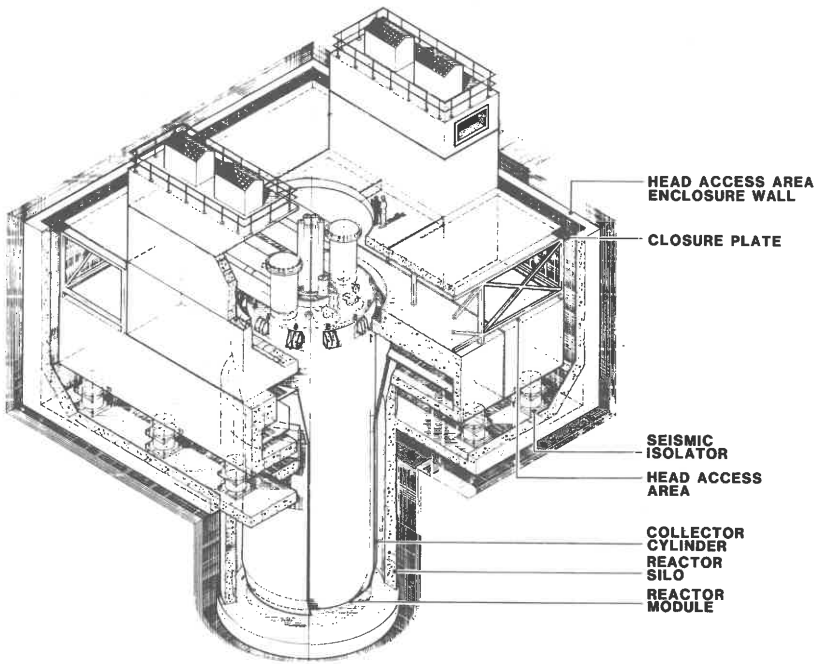 HEAD ACCESS AREA
ENCLOSURE WALL
CLOSURE PLATE
SEISMIC
ISOLATOR
HEAD ACCESS
AREA
COLLECTOR
CYLINDER
REACTOR
SILO
REACTOR
MODULE